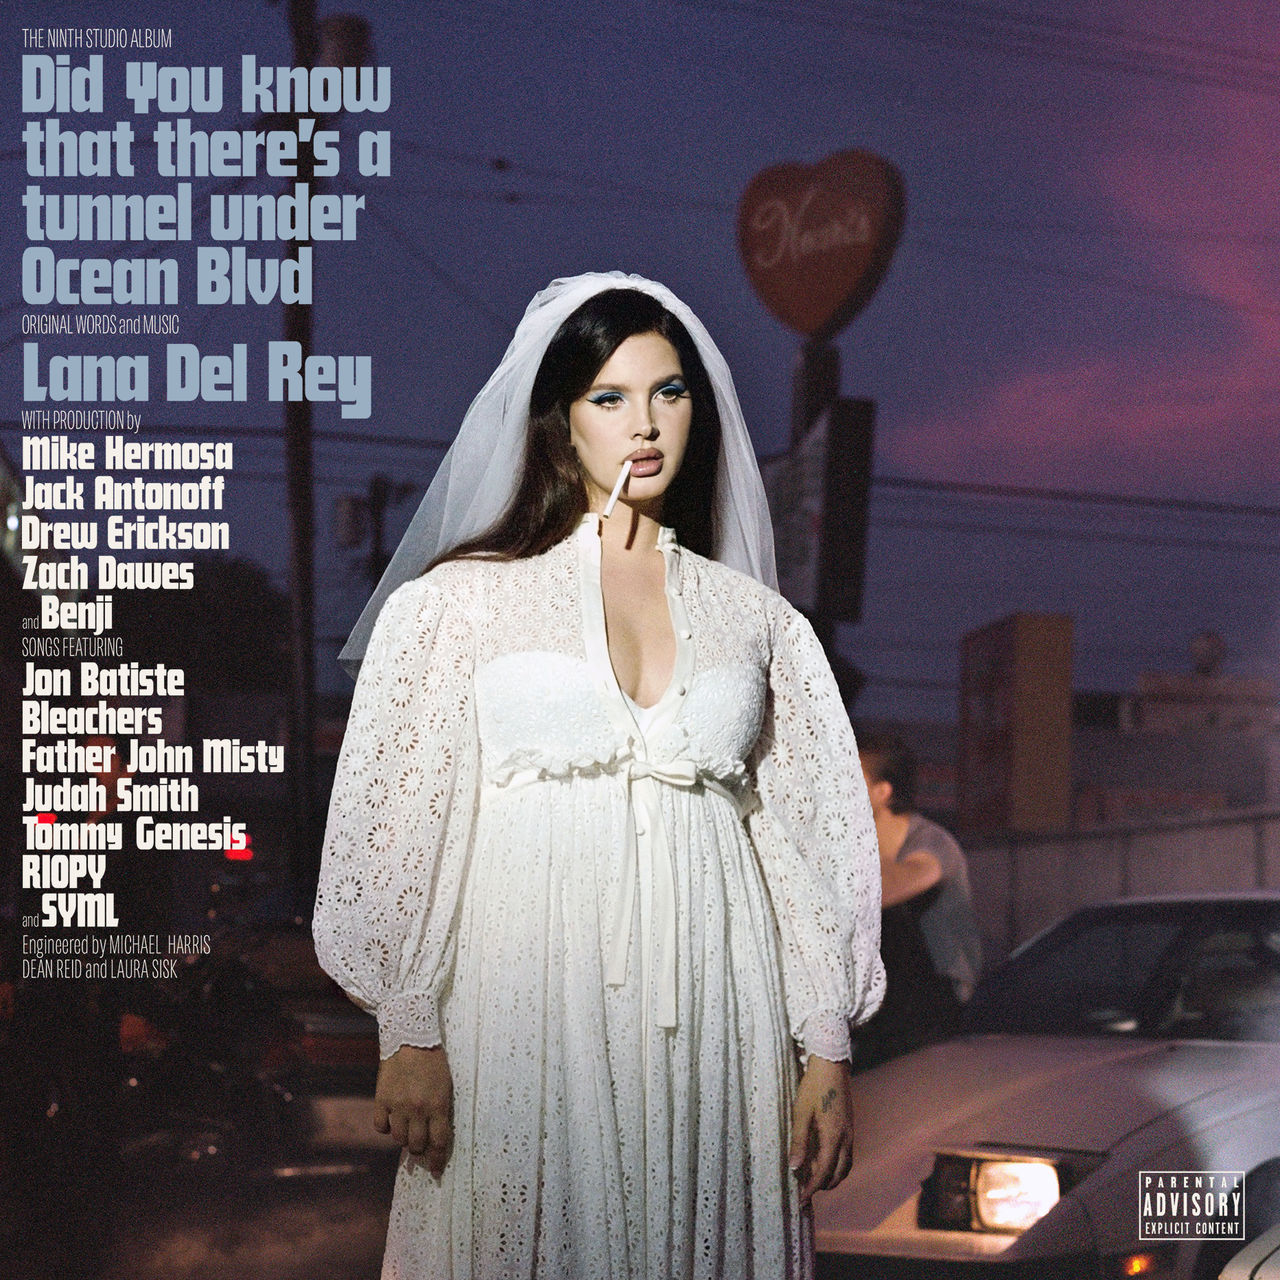 THE NINTH STUDIO ALBUM
Did you know
that there's a
tunnel under
Ocean Blvd
ORIGINAL WORDS and MUSIC
Lana Del Rey
WITH PRODUCTION by
Mike Hermosa
Jack Antonoff
Drew Erickson
Zach Dawes
and Benji
SONGS FEATURING
Jon Batiste
Bleachers
Father John Misty
Judah Smith
Tommy Genesis
RIOPY
and SYML
Engineered by MICHAEL HARRIS
DEAN REID and LAURA SISK
PARENTAL
ADVISORY
EXPLICIT CONTENT